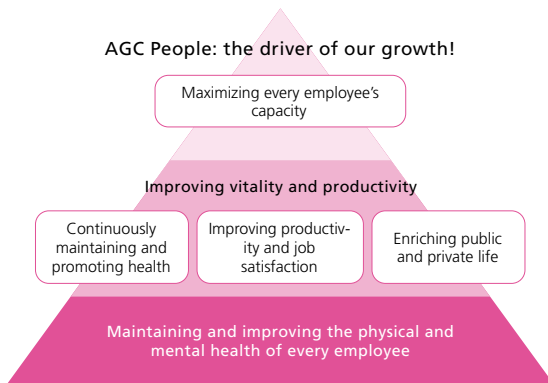 AGC People: the driver of our growth!
Maximizing every employee's
capacity
Improving vitality and productivity
Continuously
maintaining and
promoting health
Improving productiv-
ity and job
satisfaction
Enriching public
and private life
Maintaining and improving the physical and
mental health of every employee